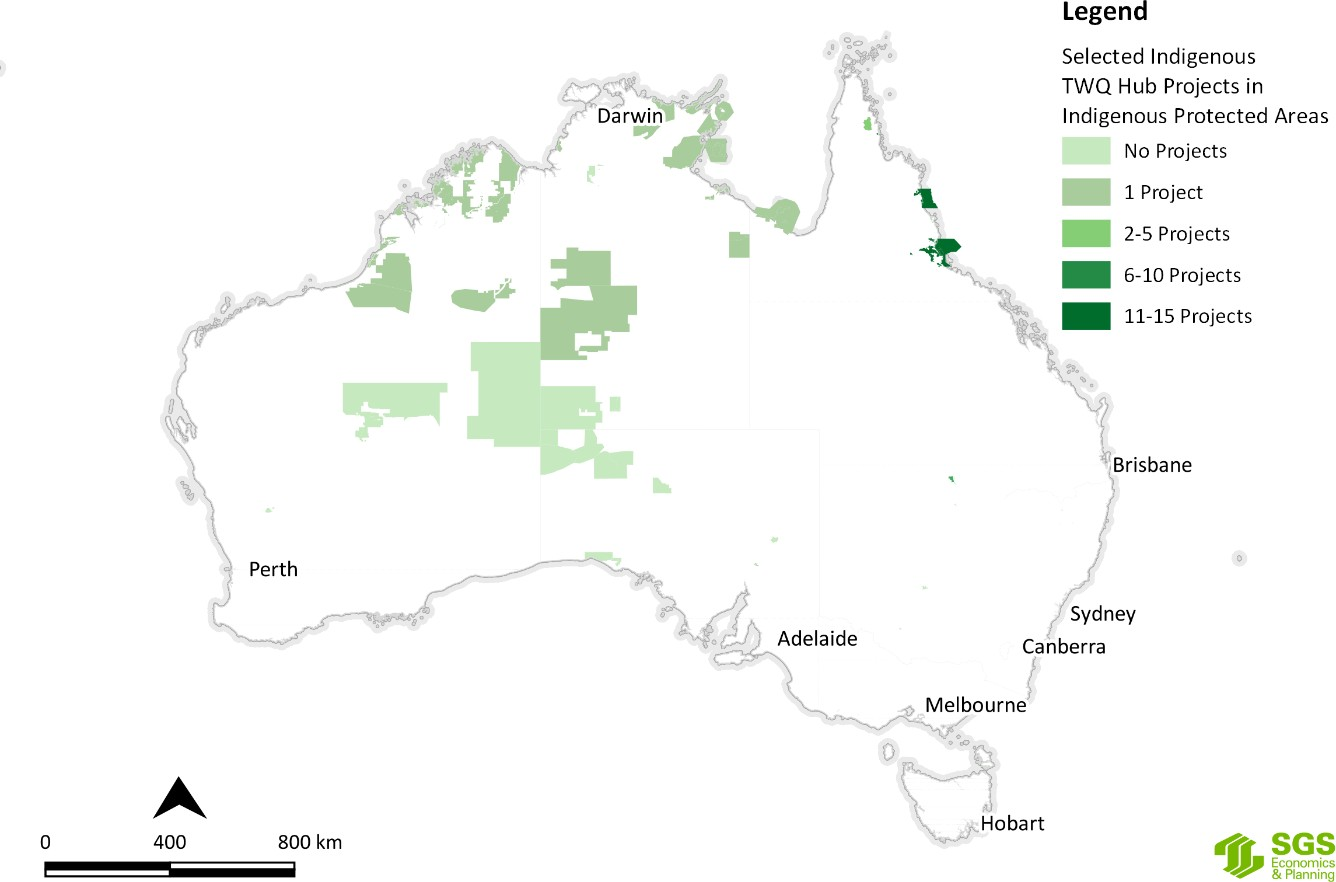 Legend
Selected Indigenous
TWQ Hub Projects in
Indigenous Protected Areas
No Projects
1 Project
2-5 Projects
6-10 Projects
11-15 Projects
Darwin
Brisbane
Perth
Sydney
Adelaide
Canberra
Melbourne
Hobart
0 400 800 km
SGS
Economics
& Planning